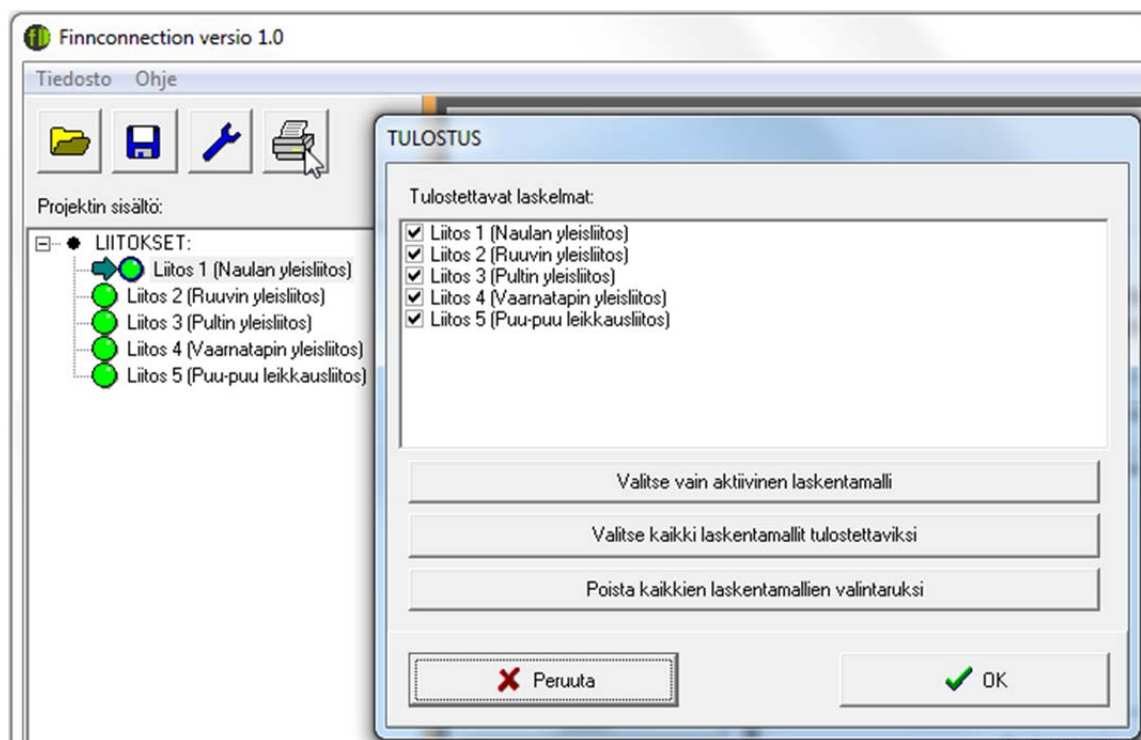 Finnconnection versio 1.0
Tiedosto Ohje
Projektin sisältö:
LIITOKSET:
Liitos 1 (Naulan yleisliitos)
Liitos 2 (Ruuvin yleisliitos)
Liitos 3 (Pultin yleisliitos)
Liitos 4 (Vaarnatapin yleisliitos)
Liitos 5 (Puu-puu leikkausliitos)
TULOSTUS
Tulostettavat laskelmat:
Liitos 1 (Naulan yleisliitos)
Liitos 2 (Ruuvin yleisliitos)
Liitos 3 (Pultin yleisliitos)
Liitos 4 (Vaarnatapin yleisliitos)
Liitos 5 (Puu-puu leikkausliitos)
Valitse vain aktiivinen laskentamalli
Valitse kaikki laskentamallit tulostettaviksi
Poista kaikkien laskentamallien valintaruksi
Peruuta
OK